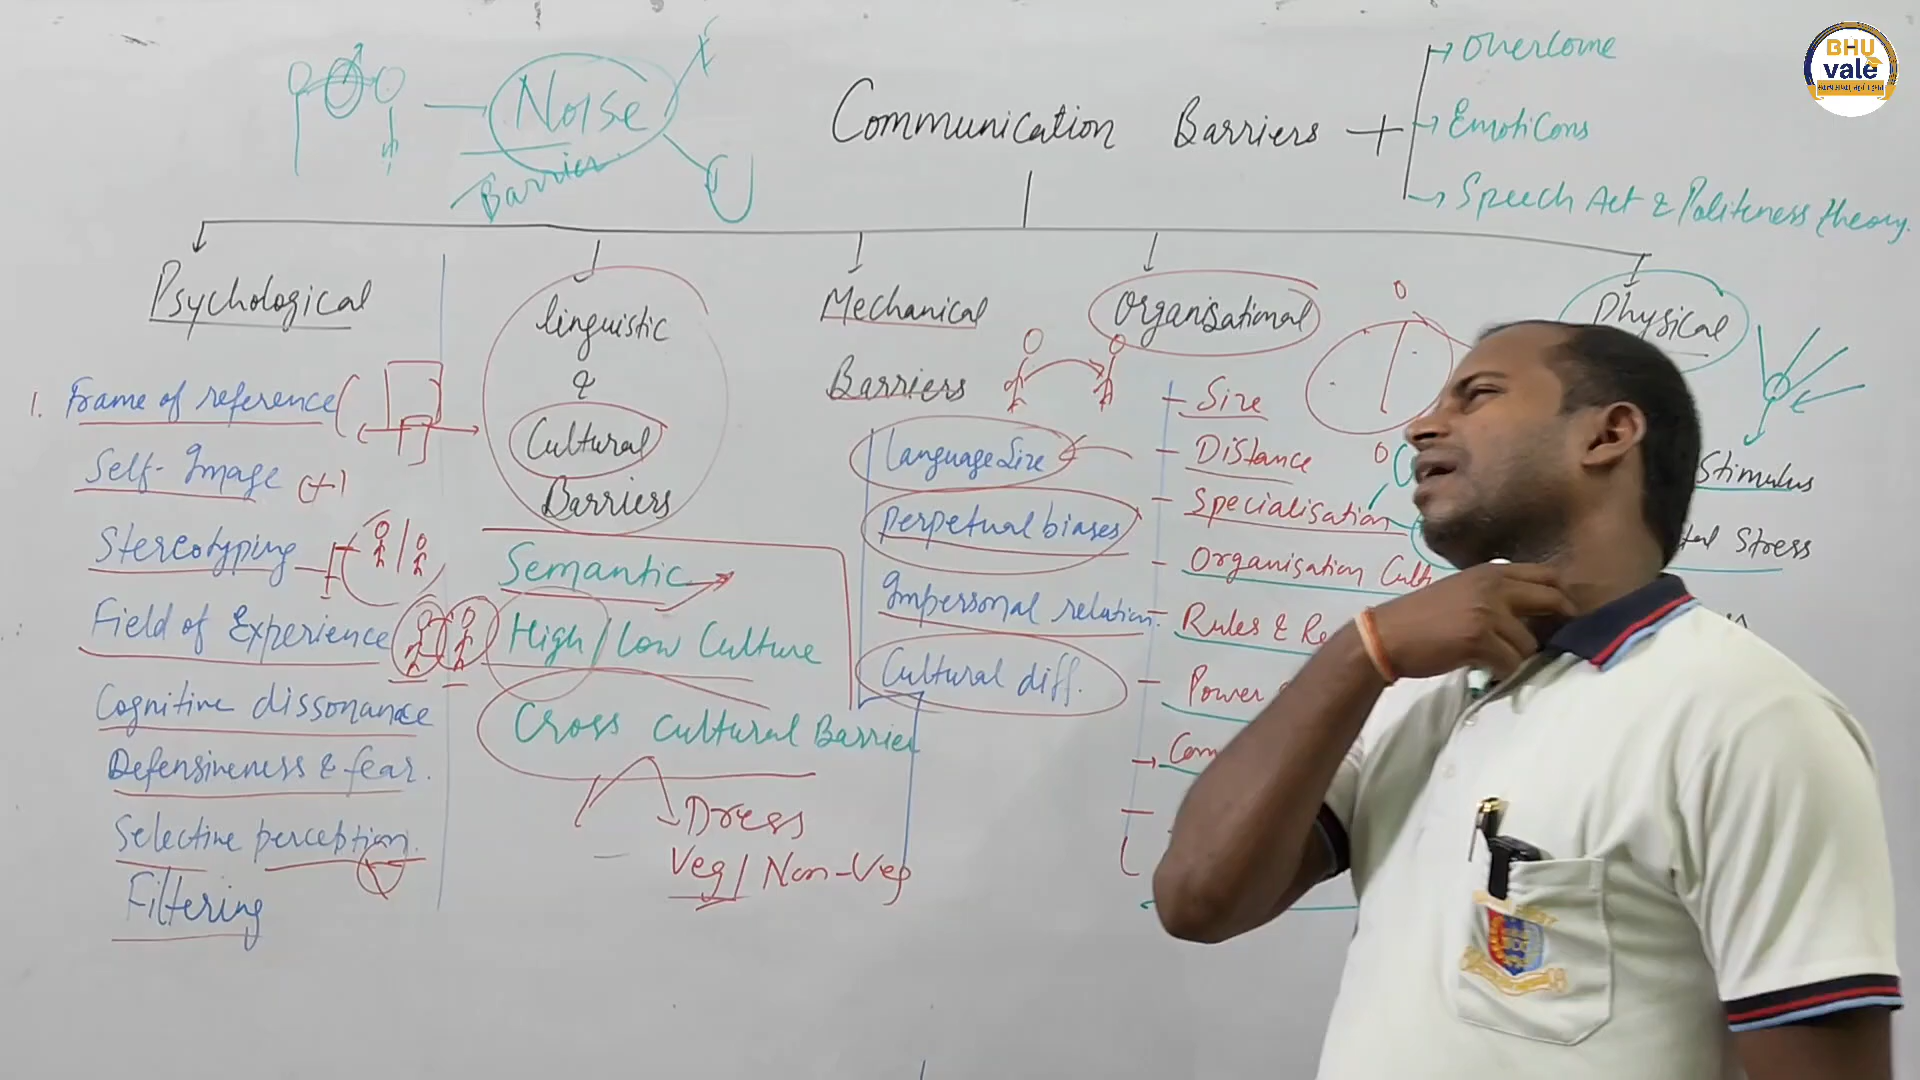 BHU
vale
Noise
Barrier
Communication Barriers +
Overcome
Emoticons
Speech Act & Politeness theory.
Psychological
1. Frame of reference
Self-Image (+)
Stereotyping
Field of Experience
Cognitive dissonance
Defensiveness & fear.
Selective perception.
Filtering
linguistic
&
Cultural
Barriers
Semantic
High/Low Culture
Cross Cultural Barrier
Dress
Veg/Non-Veg
Mechanical
Barriers
Language Size
Perpetual biases
Impersonal relation.
Cultural diff.
Organisational
Size
Distance
Specialisation
Organisation Cult
Rules & Re
Power
Com
Physical
Stimulus
Stress